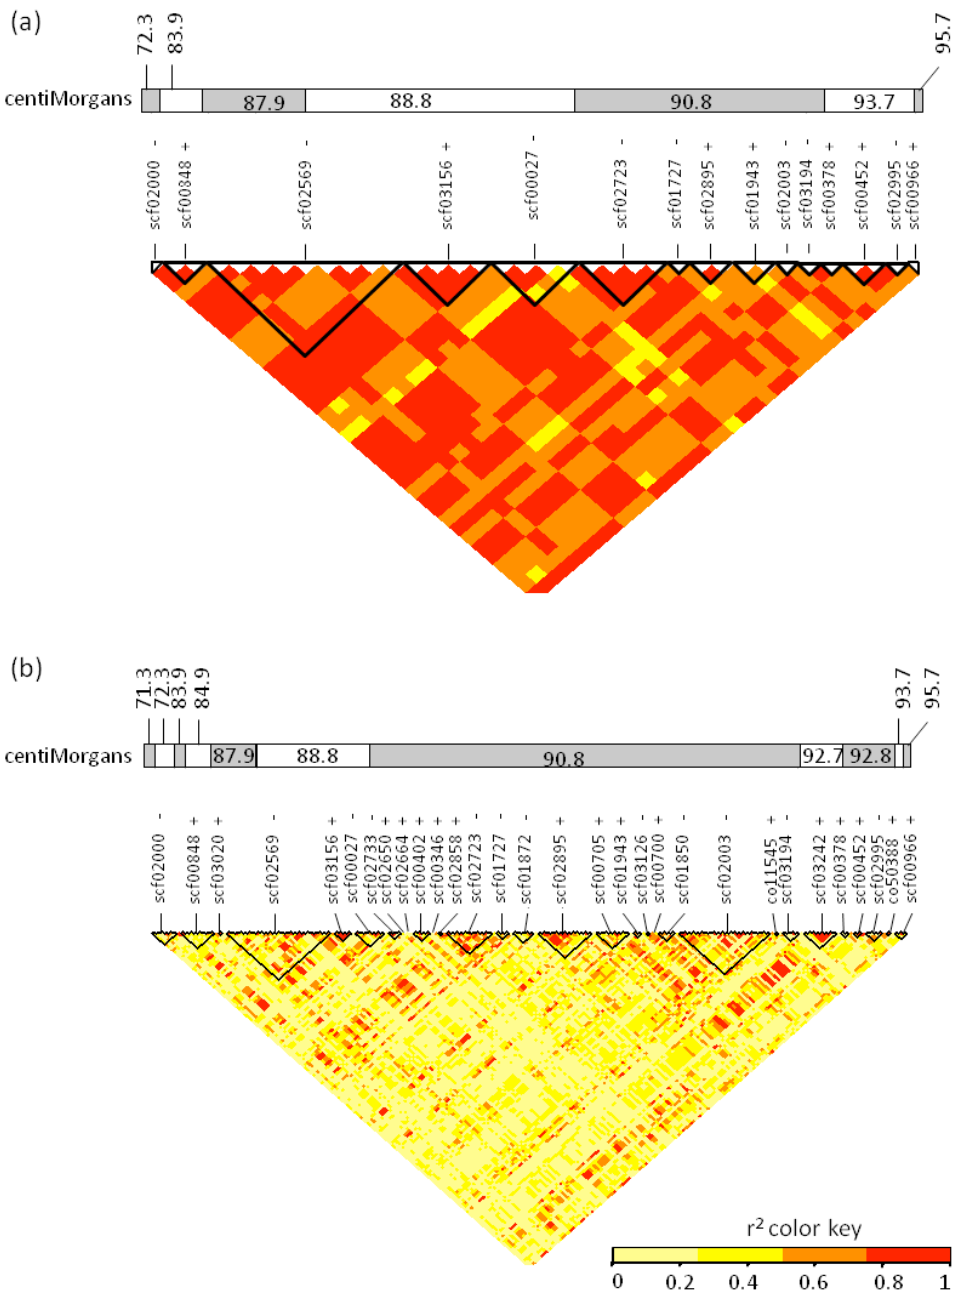 (a)
72.3
83.9
95.7
centiMorgans
87.9
88.8
90.8
93.7
scf02000 -
scf00848 +
scf02569 -
scf03156 +
scf00027 -
scf02723 -
scf01727 -
scf02895 +
scf01943 +
scf02003 -
scf03194 -
scf00378 +
scf00452 +
scf02995 -
scf00966 +
(b)
71.3
72.3
83.9
84.9
93.7
95.7
centiMorgans
87.9
88.8
90.8
92.7
92.8
scf02000 -
scf00848 +
scf03020 +
scf02569 -
scf03156 +
scf00027 -
scf02733 -
scf02650 +
scf02664 +
scf00402 +
scf00346 +
scf02858 +
scf02723 -
scf01727 -
scf01872 -
scf02895 +
scf00705 +
scf01943 +
scf03126 -
scf00700 +
scf01850 -
scf02003 -
co11545 +
scf03194 -
scf03242 +
scf00378 +
scf00452 +
scf02995 -
co50388 +
scf00966 +
r² color key
0 0.2 0.4 0.6 0.8 1